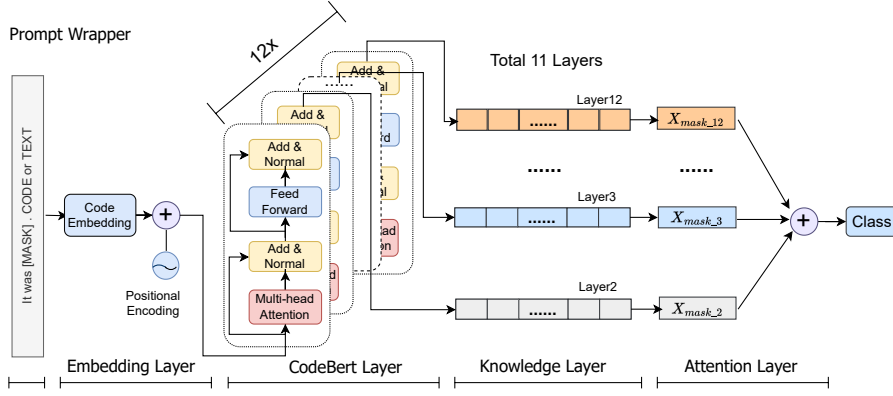 Prompt Wrapper
It was [MASK] . CODE or TEXT
Code
Embedding
Positional
Encoding
12x
Add &
Normal
Feed
Forward
Add &
Normal
Multi-head
Attention
Add &
......
Add &
Total 11 Layers
Layer12
......
X_mask_12
......
......
Layer3
......
X_mask_3
Layer2
......
X_mask_2
Class
Embedding Layer
CodeBert Layer
Knowledge Layer
Attention Layer